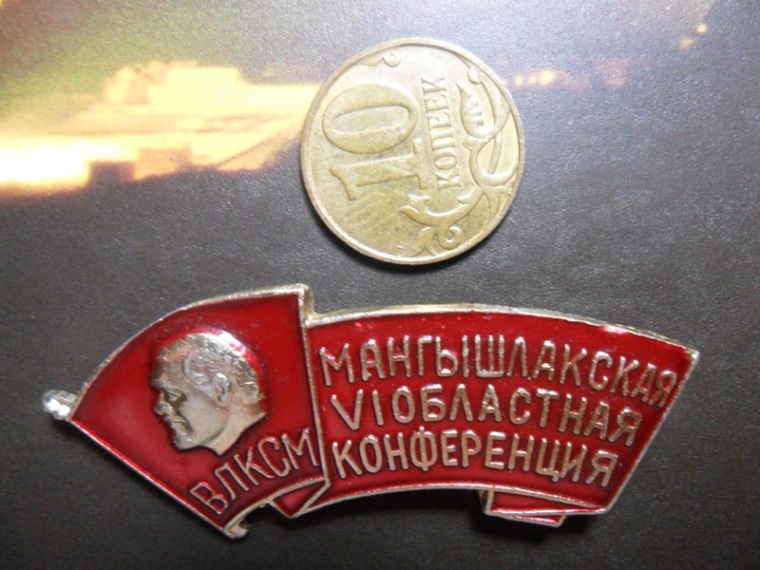 10
КОПЕЕК
МАНГЫШЛАКСКАЯ
VI ОБЛАСТНАЯ
КОНФЕРЕНЦИЯ
ВЛКСМ